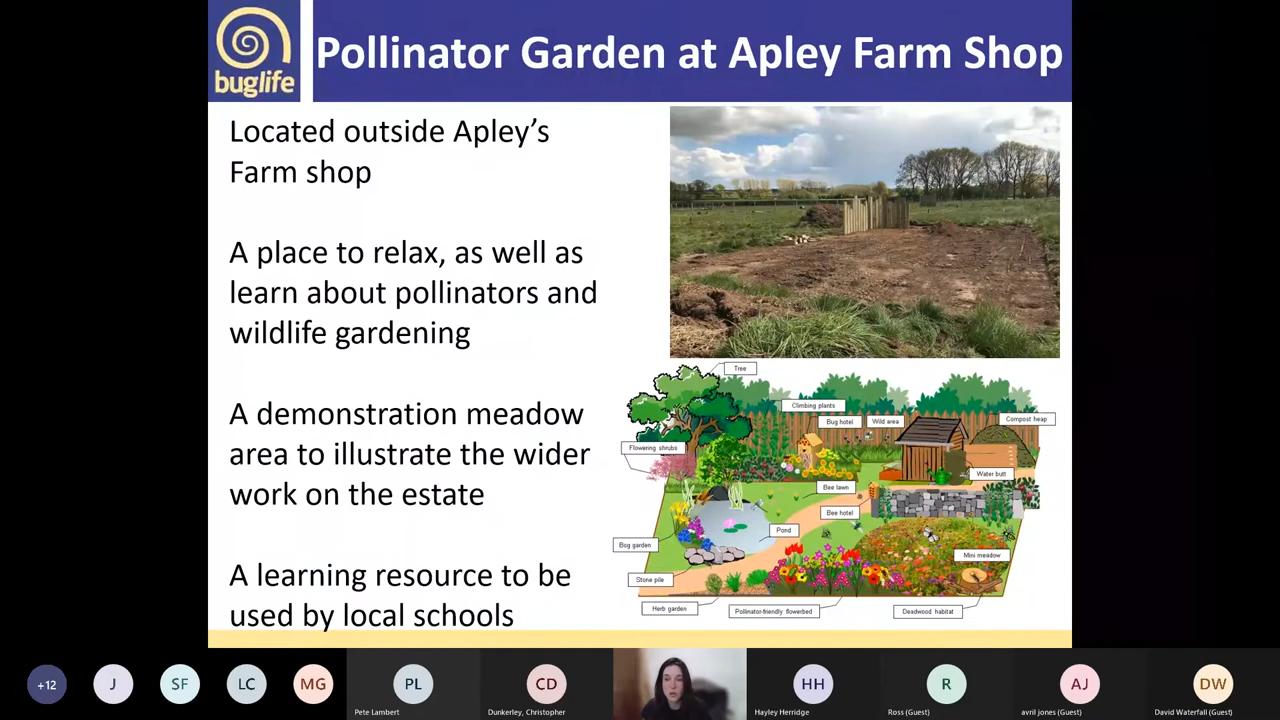 Pollinator Garden at Apley Farm Shop
buglife
Located outside Apley's
Farm shop
A place to relax, as well as
learn about pollinators and
wildlife gardening
A demonstration meadow
area to illustrate the wider
work on the estate
A learning resource to be
used by local schools
Tree
Climbing plants
Bug hotel
Wild area
Compost heap
Flowering shrubs
Water butt
Bee lawn
Bee hotel
Pond
Bog garden
Mini meadow
Stone pile
Herb garden
Pollinator-friendly flowerbed
Deadwood habitat
+12
J
SF
LC
MG
PL
Pete Lambert
CD
Dunkerley, Christopher
HH
Hayley Herridge
R
Ross (Guest)
AJ
avril jones (Guest)
DW
David Waterfall (Guest)